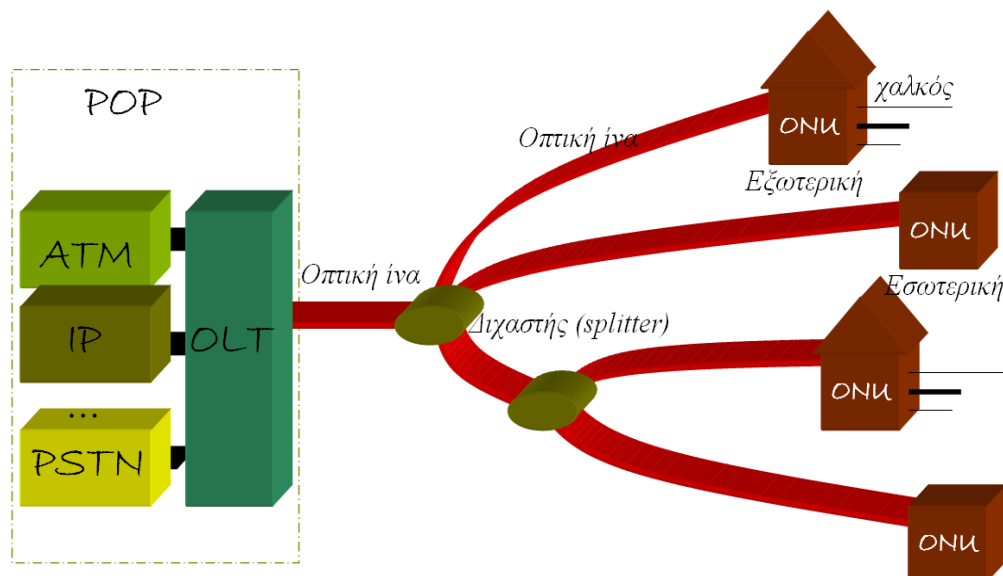 POP
ATM
IP
...
PSTN
OLT
Οπτική ίνα
Διχαστής (splitter)
Οπτική ίνα
χαλκός
ONU
Εξωτερική
ONU
Εσωτερική
ONU
ONU